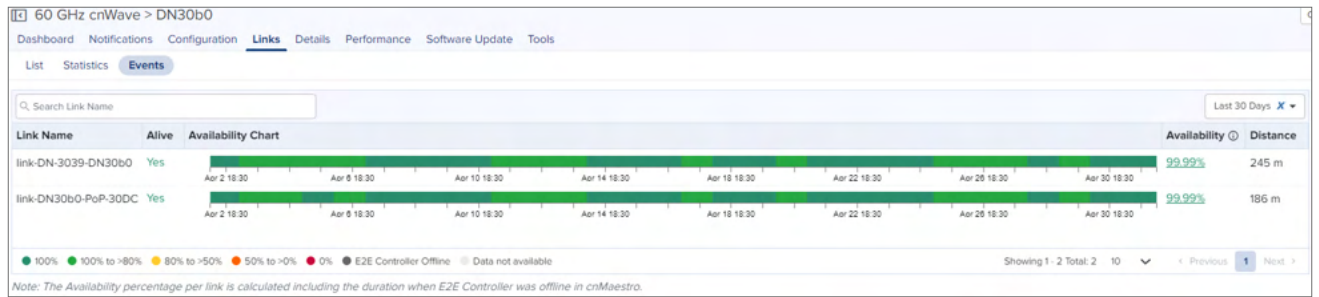 60 GHz cnWave > DN30b0
Dashboard Notifications Configuration Links Details Performance Software Update Tools
List Statistics Events
Search Link Name
Last 30 Days X
Link Name Alive Availability Chart Availability Distance
link-DN-3039-DN30b0 Yes 99.99% 245 m
Apr 2 18:30 Apr 6 18:30 Apr 10 18:30 Apr 14 18:30 Apr 18 18:30 Apr 22 18:30 Apr 26 18:30 Apr 30 18:30
link-DN30b0-PoP-30DC Yes 99.99% 186 m
Apr 2 18:30 Apr 6 18:30 Apr 10 18:30 Apr 14 18:30 Apr 18 18:30 Apr 22 18:30 Apr 26 18:30 Apr 30 18:30
100% 100% to >80% 80% to >50% 50% to >0% 0% E2E Controller Offline Data not available Showing 1 - 2 Total: 2 10 < Previous 1 Next >
Note: The Availability percentage per link is calculated including the duration when E2E Controller was offline in cnMaestro.